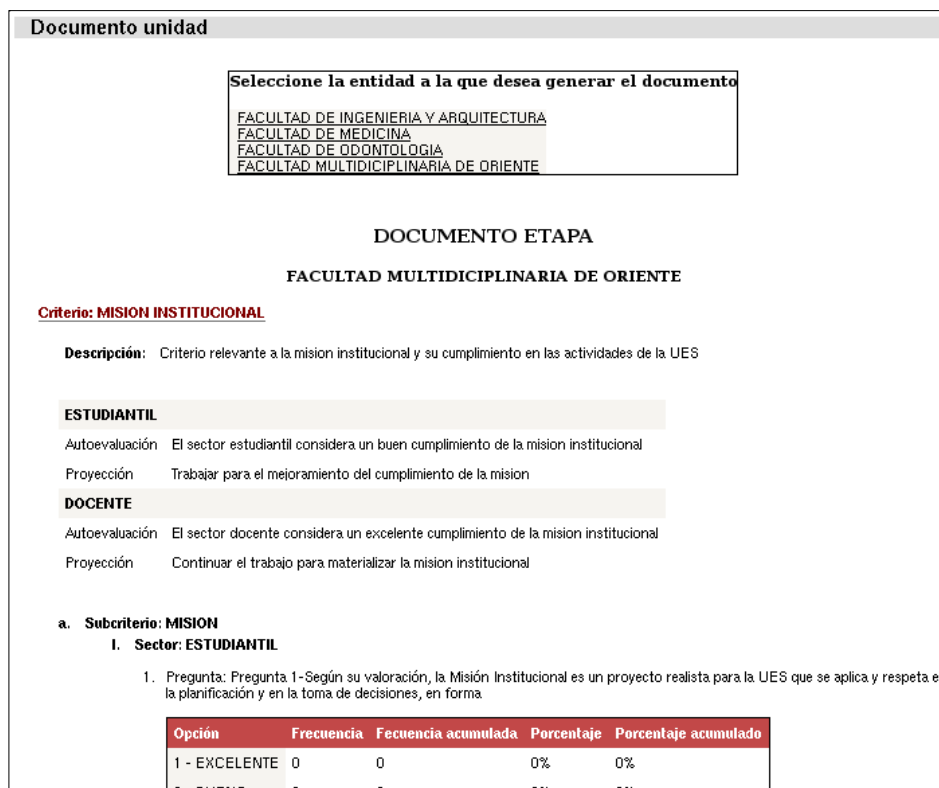 Documento unidad
Seleccione la entidad a la que desea generar el documento
FACULTAD DE INGENIERIA Y ARQUITECTURA
FACULTAD DE MEDICINA
FACULTAD DE ODONTOLOGIA
FACULTAD MULTIDICIPLINARIA DE ORIENTE
DOCUMENTO ETAPA
FACULTAD MULTIDICIPLINARIA DE ORIENTE
Criterio: MISION INSTITUCIONAL
Descripción: Criterio relevante a la mision institucional y su cumplimiento en las actividades de la UES
ESTUDIANTIL
Autoevaluación El sector estudiantil considera un buen cumplimiento de la mision institucional
Proyección Trabajar para el mejoramiento del cumplimiento de la mision
DOCENTE
Autoevaluación El sector docente considera un excelente cumplimiento de la mision institucional
Proyección Continuar el trabajo para materializar la mision institucional
a. Subcriterio: MISION
I. Sector: ESTUDIANTIL
1. Pregunta: Pregunta 1-Según su valoración, la Misión Institucional es un proyecto realista para la UES que se aplica y respeta e
la planificación y en la toma de decisiones, en forma
Opción Frecuencia Fecuencia acumulada Porcentaje Porcentaje acumulado
1 - EXCELENTE 0 0 0% 0%